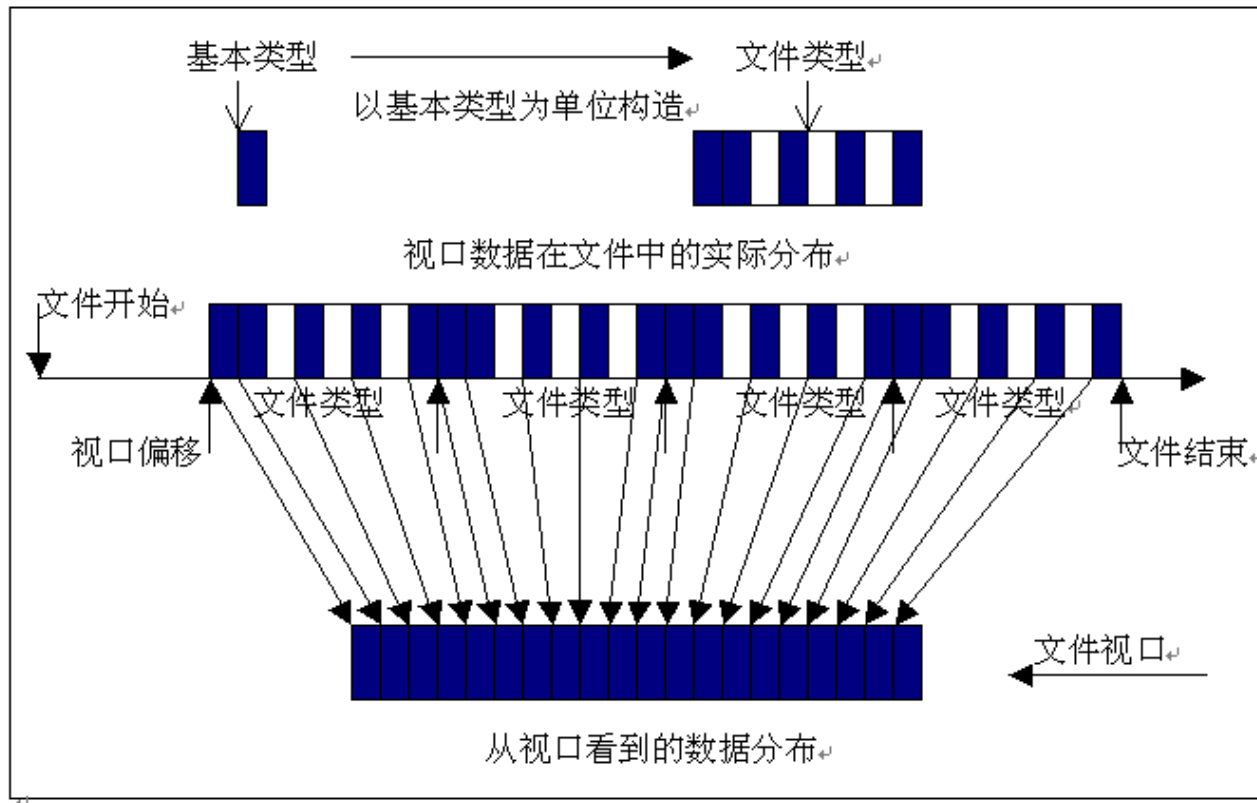 基本类型
文件类型
以基本类型为单位构造
视口数据在文件中的实际分布
文件开始
文件类型
文件类型
文件类型
文件类型
视口偏移
文件结束
文件视口
从视口看到的数据分布